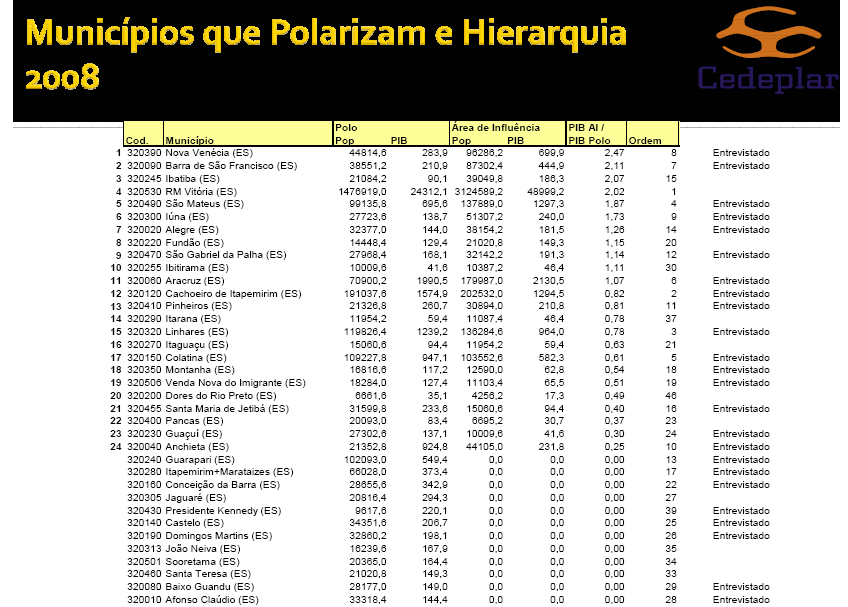 Municípios que Polarizam e Hierarquia
2008
Cedeplar
Polo Área de Influência PIB AI /
Cod. Município Pop PIB Pop PIB PIB Polo Ordem
1 320390 Nova Venécia (ES) 44814,6 283,9 96286,2 699,9 2,47 8 Entrevistado
2 320090 Barra de São Francisco (ES) 38551,2 210,9 87302,4 444,9 2,11 7 Entrevistado
3 320245 Ibatiba (ES) 21084,2 90,1 39049,8 186,3 2,07 15
4 320530 RM Vitória (ES) 1476919,0 24312,1 3124589,2 48999,2 2,02 1
5 320490 São Mateus (ES) 99135,8 695,6 137889,0 1297,3 1,87 4 Entrevistado
6 320300 Iúna (ES) 27723,6 138,7 51307,2 240,0 1,73 9 Entrevistado
7 320020 Alegre (ES) 32377,0 144,0 38154,2 181,5 1,26 14 Entrevistado
8 320220 Fundão (ES) 14448,4 129,4 21020,8 149,3 1,15 20
9 320470 São Gabriel da Palha (ES) 27968,4 168,1 32142,2 191,3 1,14 12 Entrevistado
10 320255 Ibitirama (ES) 10009,6 41,6 10387,2 46,4 1,11 30
11 320060 Aracruz (ES) 70900,2 1990,5 179987,0 2130,5 1,07 6 Entrevistado
12 320120 Cachoeiro de Itapemirim (ES) 191037,6 1574,9 202532,0 1294,5 0,82 2 Entrevistado
13 320410 Pinheiros (ES) 21326,8 260,7 30894,0 210,8 0,81 11 Entrevistado
14 320290 Itarana (ES) 11954,2 59,4 11087,4 46,4 0,78 37
15 320320 Linhares (ES) 119826,4 1239,2 136284,6 964,0 0,78 3 Entrevistado
16 320270 Itaguaçu (ES) 15060,6 94,4 11954,2 59,4 0,63 21
17 320150 Colatina (ES) 109227,8 947,1 103552,6 582,3 0,61 5 Entrevistado
18 320350 Montanha (ES) 16816,6 117,2 12590,0 62,8 0,54 18 Entrevistado
19 320506 Venda Nova do Imigrante (ES) 18284,0 127,4 11103,4 65,5 0,51 19 Entrevistado
20 320200 Dores do Rio Preto (ES) 6661,6 35,1 4256,2 17,3 0,49 46
21 320455 Santa Maria de Jetibá (ES) 31599,8 233,6 15060,6 94,4 0,40 16 Entrevistado
22 320400 Pancas (ES) 20093,0 83,4 6695,2 30,7 0,37 23
23 320230 Guaçuí (ES) 27302,6 137,1 10009,6 41,6 0,30 24 Entrevistado
24 320040 Anchieta (ES) 21352,8 924,8 44105,0 231,8 0,25 10 Entrevistado
320240 Guarapari (ES) 102093,0 549,4 0,0 0,0 0,00 13 Entrevistado
320280 Itapemirim+Marataizes (ES) 66028,0 373,4 0,0 0,0 0,00 17 Entrevistado
320160 Conceição da Barra (ES) 28655,6 342,9 0,0 0,0 0,00 22 Entrevistado
320305 Jaguaré (ES) 20816,4 294,3 0,0 0,0 0,00 27
320430 Presidente Kennedy (ES) 9617,6 220,1 0,0 0,0 0,00 39 Entrevistado
320140 Castelo (ES) 34351,6 206,7 0,0 0,0 0,00 25 Entrevistado
320190 Domingos Martins (ES) 32860,2 198,1 0,0 0,0 0,00 26 Entrevistado
320313 João Neiva (ES) 16239,6 167,9 0,0 0,0 0,00 35
320501 Sooretama (ES) 20365,0 164,4 0,0 0,0 0,00 34
320460 Santa Teresa (ES) 21020,8 149,3 0,0 0,0 0,00 33
320080 Baixo Guandu (ES) 28177,0 149,0 0,0 0,0 0,00 29 Entrevistado
320010 Afonso Claúdio (ES) 33318,4 144,4 0,0 0,0 0,00 28 Entrevistado